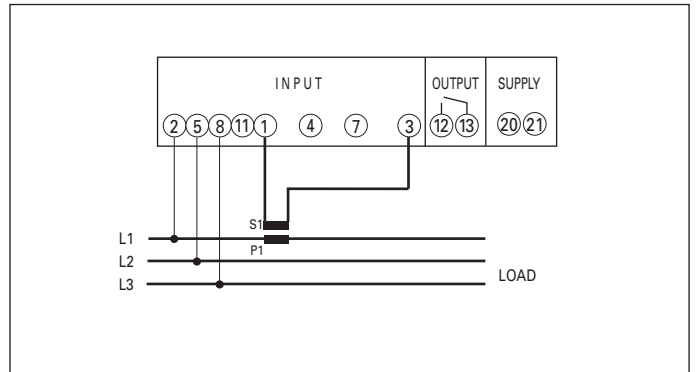 INPUT OUTPUT SUPPLY
2 5 8 11 1 4 7 3 12 13 20 21
S1
L1
P1
L2
L3
LOAD